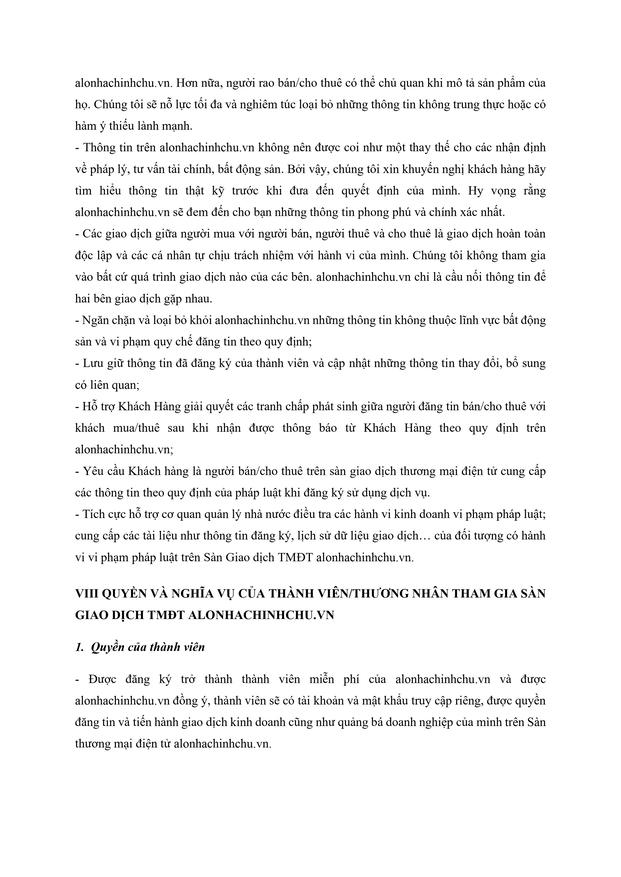 alonhachinhchu.vn. Hơn nữa, người rao bán/cho thuê có thể chủ quan khi mô tả sản phẩm của
họ. Chúng tôi sẽ nỗ lực tối đa và nghiêm túc loại bỏ những thông tin không trung thực hoặc có
hàm ý thiếu lành mạnh.
- Thông tin trên alonhachinhchu.vn không nên được coi như một thay thế cho các nhận định
về pháp lý, tư vấn tài chính, bất động sản. Bởi vậy, chúng tôi xin khuyến nghị khách hàng hãy
tìm hiểu thông tin thật kỹ trước khi đưa đến quyết định của mình. Hy vọng rằng
alonhachinhchu.vn sẽ đem đến cho bạn những thông tin phong phú và chính xác nhất.
- Các giao dịch giữa người mua với người bán, người thuê và cho thuê là giao dịch hoàn toàn
độc lập và các cá nhân tự chịu trách nhiệm với hành vi của mình. Chúng tôi không tham gia
vào bất cứ quá trình giao dịch nào của các bên. alonhachinhchu.vn chỉ là cầu nối thông tin để
hai bên giao dịch gặp nhau.
- Ngăn chặn và loại bỏ khỏi alonhachinhchu.vn những thông tin không thuộc lĩnh vực bất động
sản và vi phạm quy chế đăng tin theo quy định;
- Lưu giữ thông tin đã đăng ký của thành viên và cập nhật những thông tin thay đổi, bổ sung
có liên quan;
- Hỗ trợ Khách Hàng giải quyết các tranh chấp phát sinh giữa người đăng tin bán/cho thuê với
khách mua/thuê sau khi nhận được thông báo từ Khách Hàng theo quy định trên
alonhachinhchu.vn;
- Yêu cầu Khách hàng là người bán/cho thuê trên sàn giao dịch thương mại điện tử cung cấp
các thông tin theo quy định của pháp luật khi đăng ký sử dụng dịch vụ.
- Tích cực hỗ trợ cơ quan quản lý nhà nước điều tra các hành vi kinh doanh vi phạm pháp luật;
cung cấp các tài liệu như thông tin đăng ký, lịch sử dữ liệu giao dịch… của đối tượng có hành
vi vi phạm pháp luật trên Sàn Giao dịch TMĐT alonhachinhchu.vn.
VIII QUYỀN VÀ NGHĨA VỤ CỦA THÀNH VIÊN/THƯƠNG NHÂN THAM GIA SÀN
GIAO DỊCH TMĐT ALONHACHINHCHU.VN
1. Quyền của thành viên
- Được đăng ký trở thành thành viên miễn phí của alonhachinhchu.vn và được
alonhachinhchu.vn đồng ý, thành viên sẽ có tài khoản và mật khẩu truy cập riêng, được quyền
đăng tin và tiến hành giao dịch kinh doanh cũng như quảng bá doanh nghiệp của mình trên Sàn
thương mại điện tử alonhachinhchu.vn.